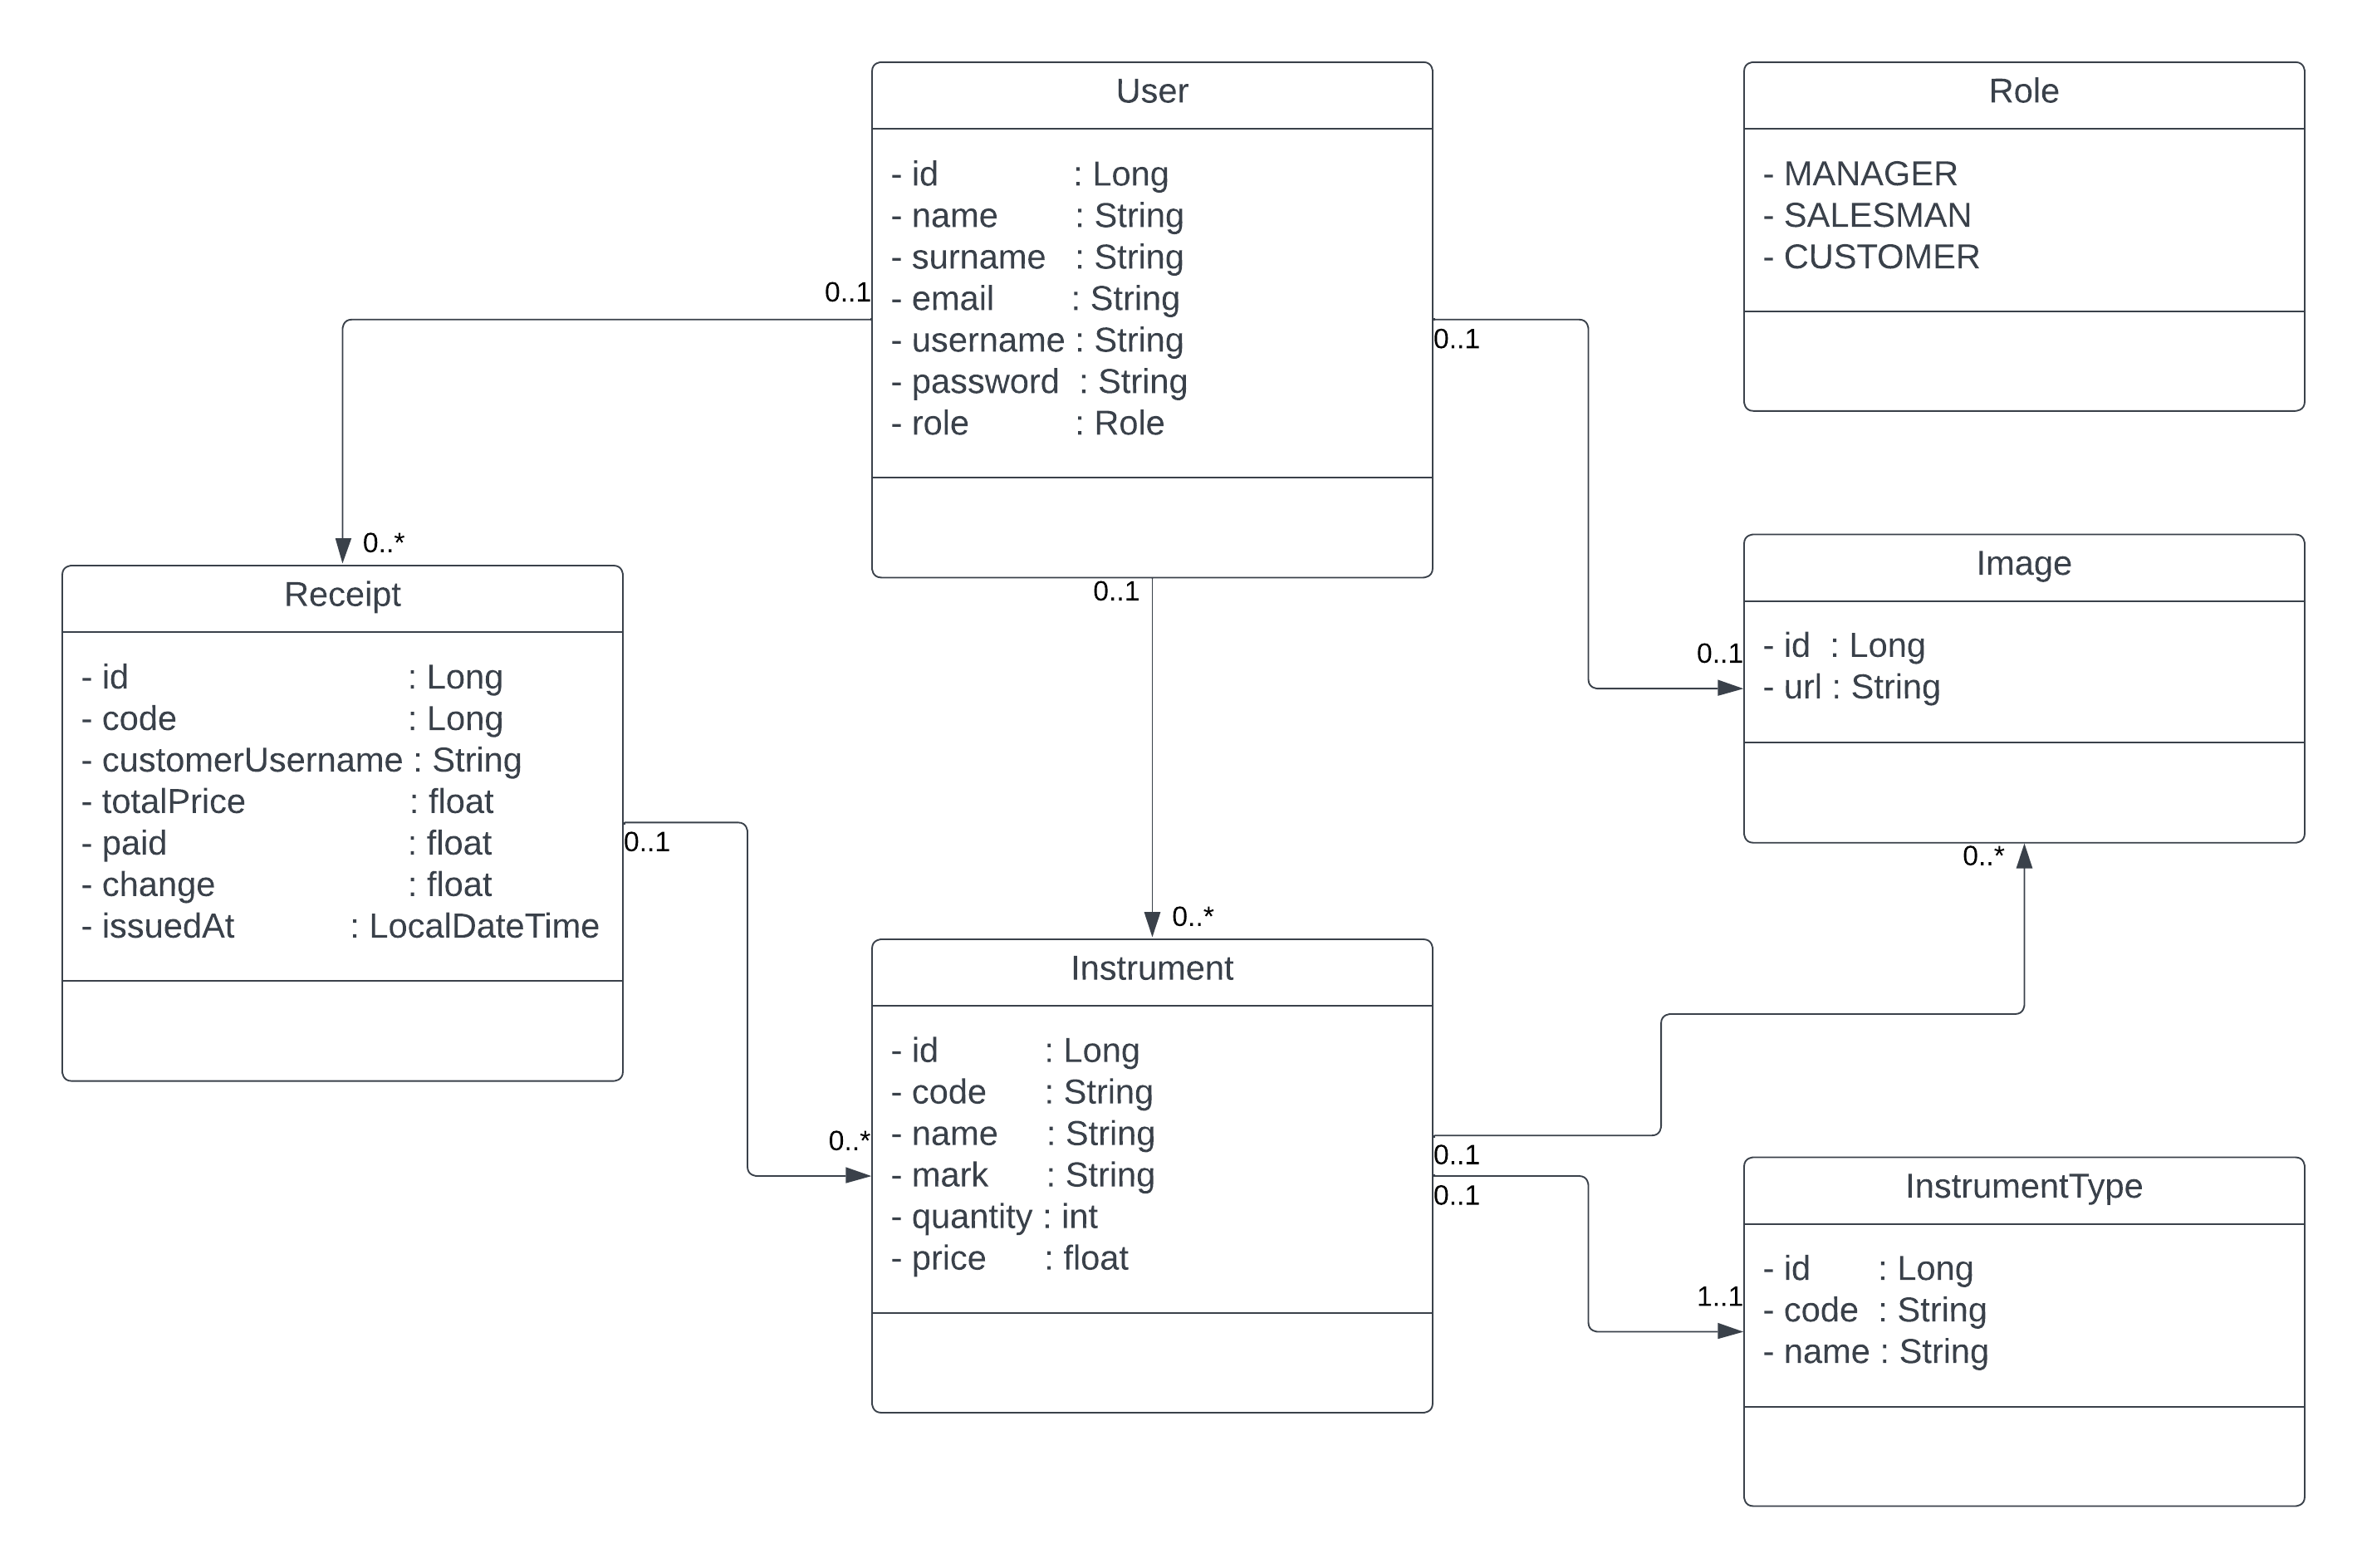 User
- id : Long
- name : String
- surname : String
- email : String
- username : String
- password : String
- role : Role
Role
- MANAGER
- SALESMAN
- CUSTOMER
0..1
0..1
0..*
0..1
Receipt
- id : Long
- code : Long
- customerUsername : String
- totalPrice : float
- paid : float
- change : float
- issuedAt : LocalDateTime
0..1
0..*
0..1
Image
- id : Long
- url : String
0..*
0..*
0..1
Instrument
- id : Long
- code : String
- name : String
- mark : String
- quantity : int
- price : float
0..1
0..1
1..1
InstrumentType
- id : Long
- code : String
- name : String